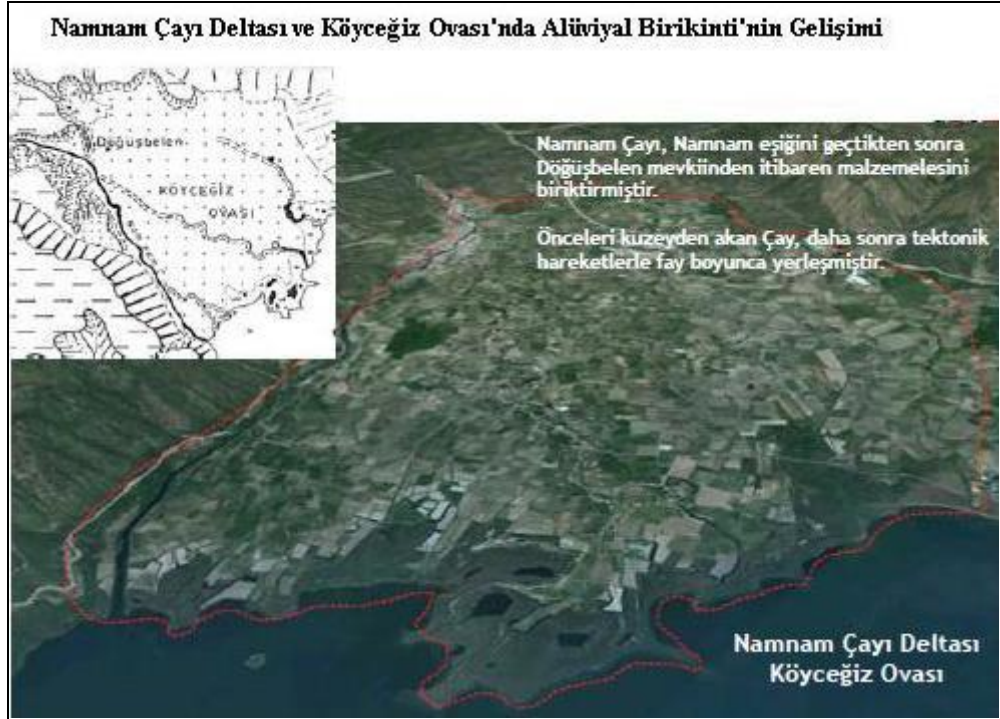 Namnam Çayı Deltası ve Köyceğiz Ovası'nda Alüviyal Birikinti'nin Gelişimi
Döğüşbelen
KÖYCEĞİZ
OVASI
Namnam Çayı, Namnam eşiğini geçtikten sonra
Döğüşbelen mevkiinden itibaren malzemelesini
biriktirmiştir.
Önceleri kuzeyden akan Çay, daha sonra tektonik
hareketlerle fay boyunca yerleşmiştir.
Namnam Çayı Deltası
Köyceğiz Ovası